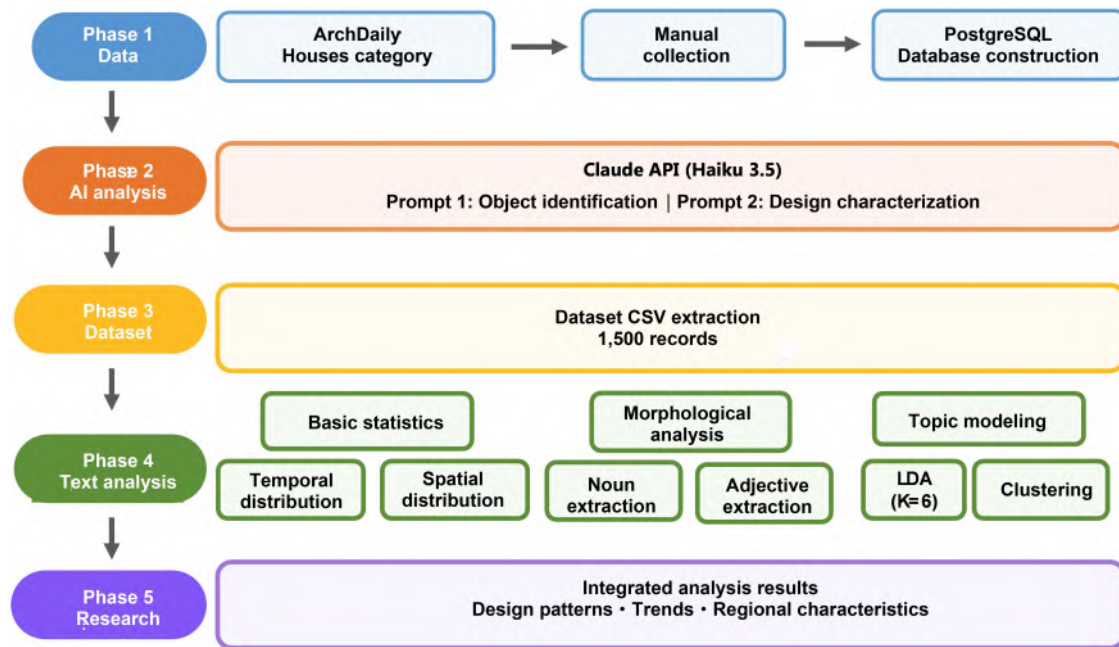 Phase 1
Data
ArchDaily
Houses category
Manual
collection
PostgreSQL
Database construction
Phase 2
AI analysis
Claude API (Haiku 3.5)
Prompt 1: Object identification | Prompt 2: Design characterization
Phase 3
Dataset
Dataset CSV extraction
1,500 records
Phase 4
Text analysis
Basic statistics
Morphological
analysis
Topic modeling
Temporal
distribution
Spatial
distribution
Noun
extraction
Adjective
extraction
LDA
(K=6)
Clustering
Phase 5
Research
Integrated analysis results
Design patterns · Trends · Regional characteristics